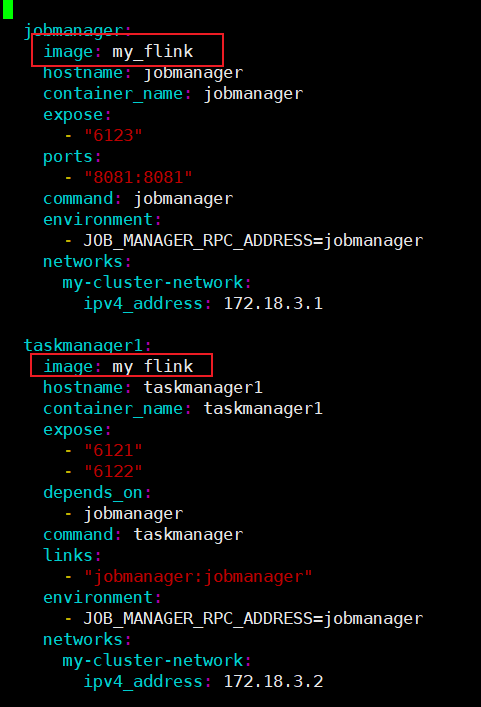 jobmanager:
  image: my_flink
  hostname: jobmanager
  container_name: jobmanager
  expose:
    - "6123"
  ports:
    - "8081:8081"
  command: jobmanager
  environment:
    - JOB_MANAGER_RPC_ADDRESS=jobmanager
  networks:
    my-cluster-network:
      ipv4_address: 172.18.3.1
taskmanager1:
  image: my_flink
  hostname: taskmanager1
  container_name: taskmanager1
  expose:
    - "6121"
    - "6122"
  depends_on:
    - jobmanager
  command: taskmanager
  links:
    - "jobmanager:jobmanager"
  environment:
    - JOB_MANAGER_RPC_ADDRESS=jobmanager
  networks:
    my-cluster-network:
      ipv4_address: 172.18.3.2